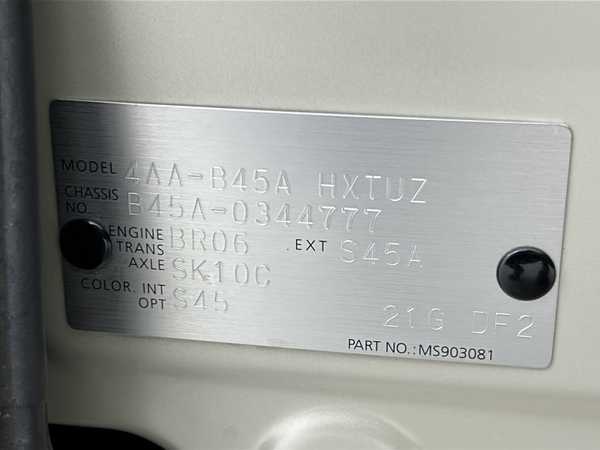 MODEL 4AA-B45A HXTUZ
CHASSIS NO. B45A-0344777
ENGINE BR06
TRANS AXLE SK10C
COLOR. INT OPT S45 .EXT S45A
21G DF2
PART NO.:MS903081